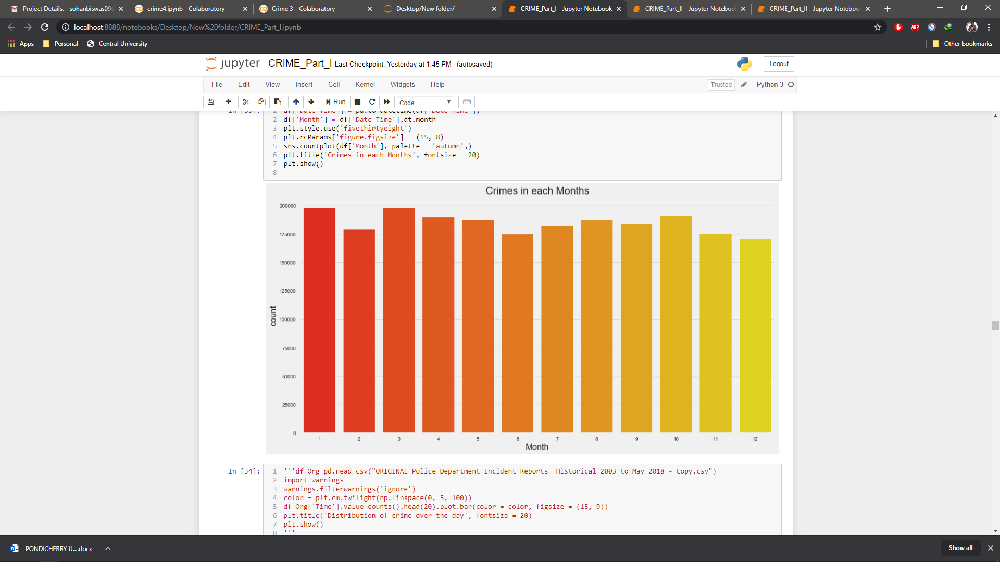 Project Details. - sohanbiswas09
crime4.ipynb - Colaboratory
Crime 3 - Colaboratory
Desktop/New folder/
CRIME_Part_I - Jupyter Notebook
CRIME_Part_II - Jupyter Notebook
CRIME_Part_II - Jupyter Notebook
localhost:8888/notebooks/Desktop/New%20folder/CRIME_Part_I.ipynb
ABP
Apps Personal Central University Other bookmarks
jupyter CRIME_Part_I Last Checkpoint: Yesterday at 1:45 PM (autosaved) Logout
File Edit View Insert Cell Kernel Widgets Help Trusted Python 3
Run Code
In [33]: 1 df['Date_Time'] = pd.to_datetime(df['Date_Time'])
2 df['Month'] = df['Date_Time'].dt.month
3 plt.style.use('fivethirtyeight')
4 plt.rcParams['figure.figsize'] = (15, 8)
5 sns.countplot(df['Month'], palette = 'autumn',)
6 plt.title('Crimes in each Months', fontsize = 20)
7 plt.show()
8
Crimes in each Months
200000
175000
150000
125000
100000
75000
50000
25000
0
count
1 2 3 4 5 6 7 8 9 10 11 12
Month
In [34]: 1 '''df_Org=pd.read_csv("ORIGINAL Police_Department_Incident_Reports__Historical_2003_to_May_2018 - Copy.csv")
2 import warnings
3 warnings.filterwarnings('ignore')
4 color = plt.cm.twilight(np.linspace(0, 5, 100))
5 df_Org['Time'].value_counts().head(20).plot.bar(color = color, figsize = (15, 9))
6 plt.title('Distribution of crime over the day', fontsize = 20)
7 plt.show()
8 '''
PONDICHERRY U....docx Show all